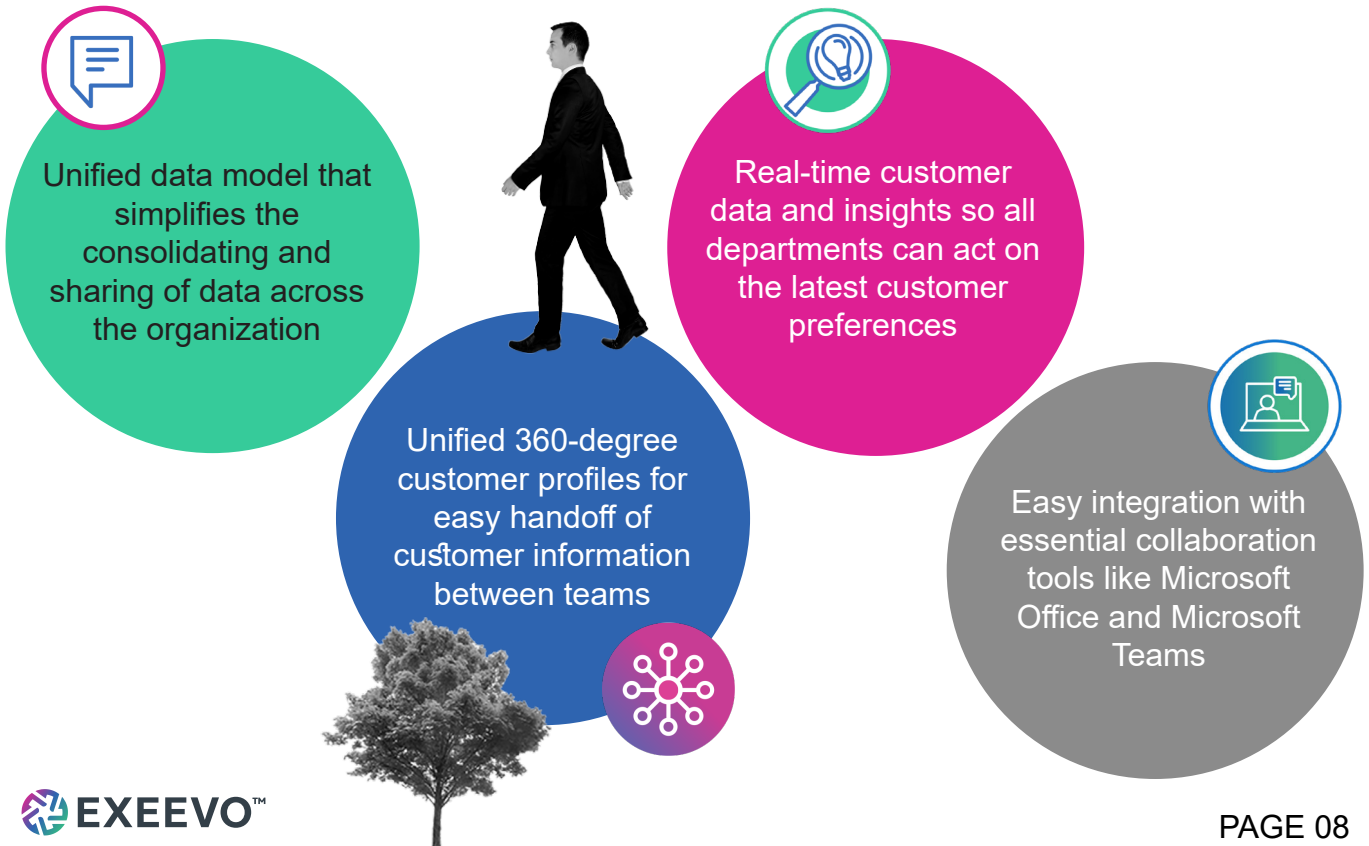 Unified data model that
simplifies the
consolidating and
sharing of data across
the organization
Real-time customer
data and insights so all
departments can act on
the latest customer
preferences
Unified 360-degree
customer profiles for
easy handoff of
customer information
between teams
Easy integration with
essential collaboration
tools like Microsoft
Office and Microsoft
Teams
EXEEVO™
PAGE 08